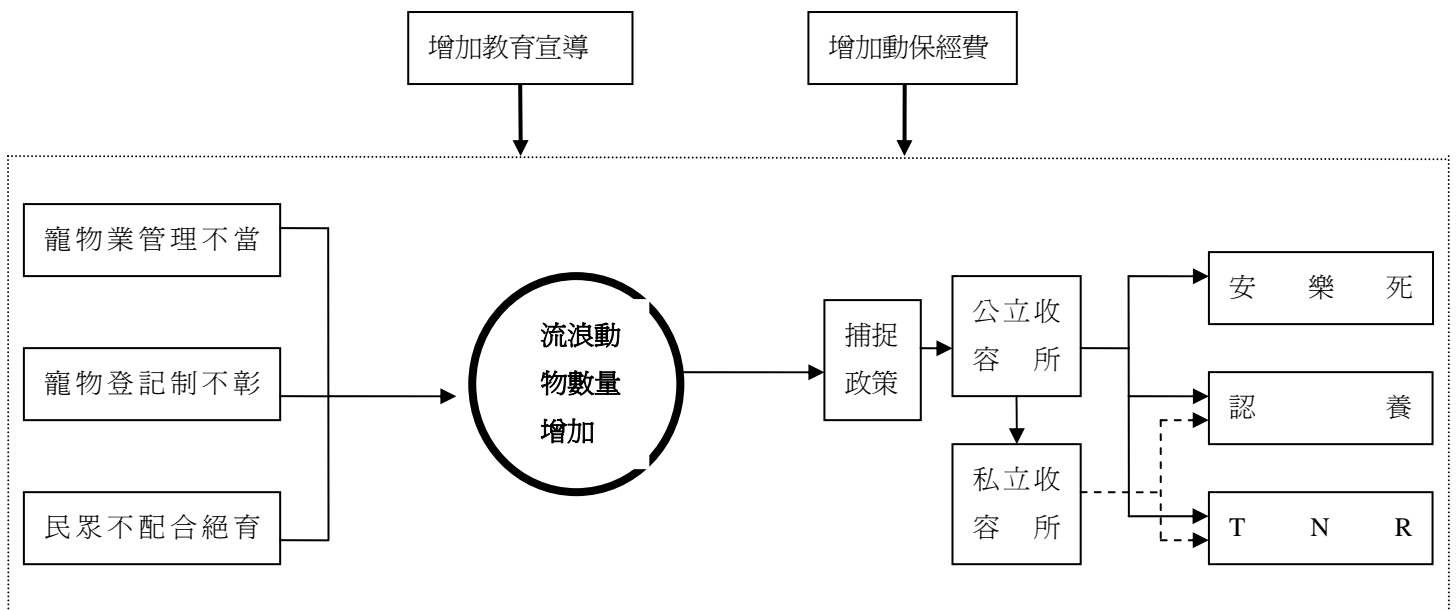 增加教育宣導
增加動保經費
寵物業管理不當
寵物登記制不彰
民眾不配合絕育
流浪動
物數量
增加
捕捉
政策
公立收
容所
私立收
容所
安樂死
認養
TNR